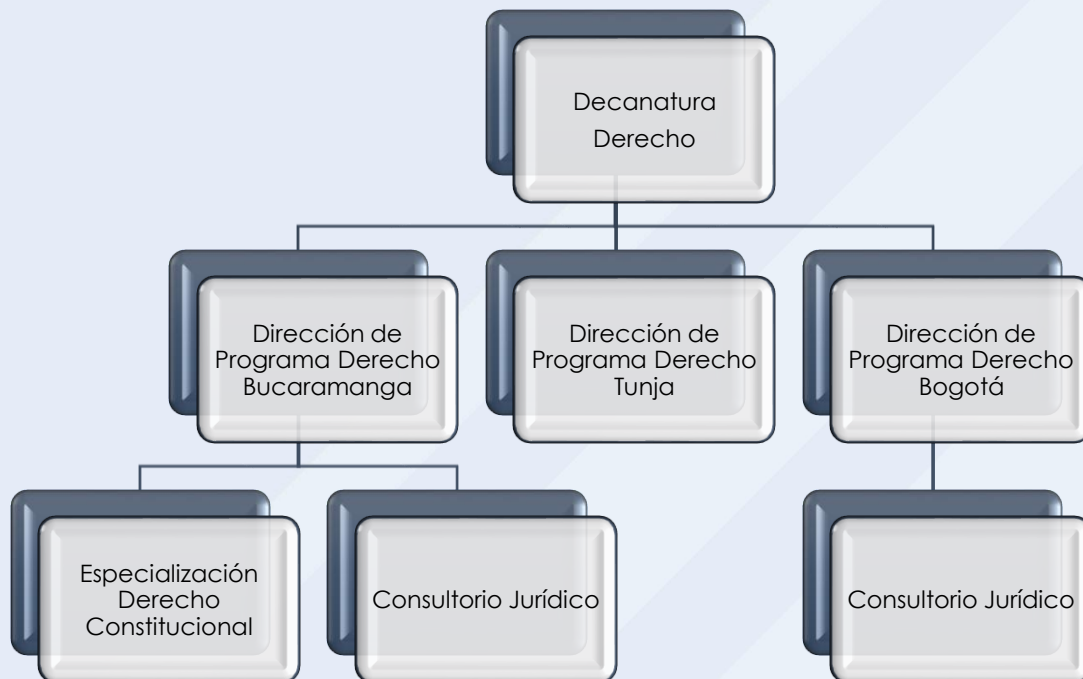 Decanatura
Derecho
Dirección de
Programa Derecho
Bucaramanga
Dirección de
Programa Derecho
Tunja
Dirección de
Programa Derecho
Bogotá
Especialización
Derecho
Constitucional
Consultorio Jurídico
Consultorio Jurídico